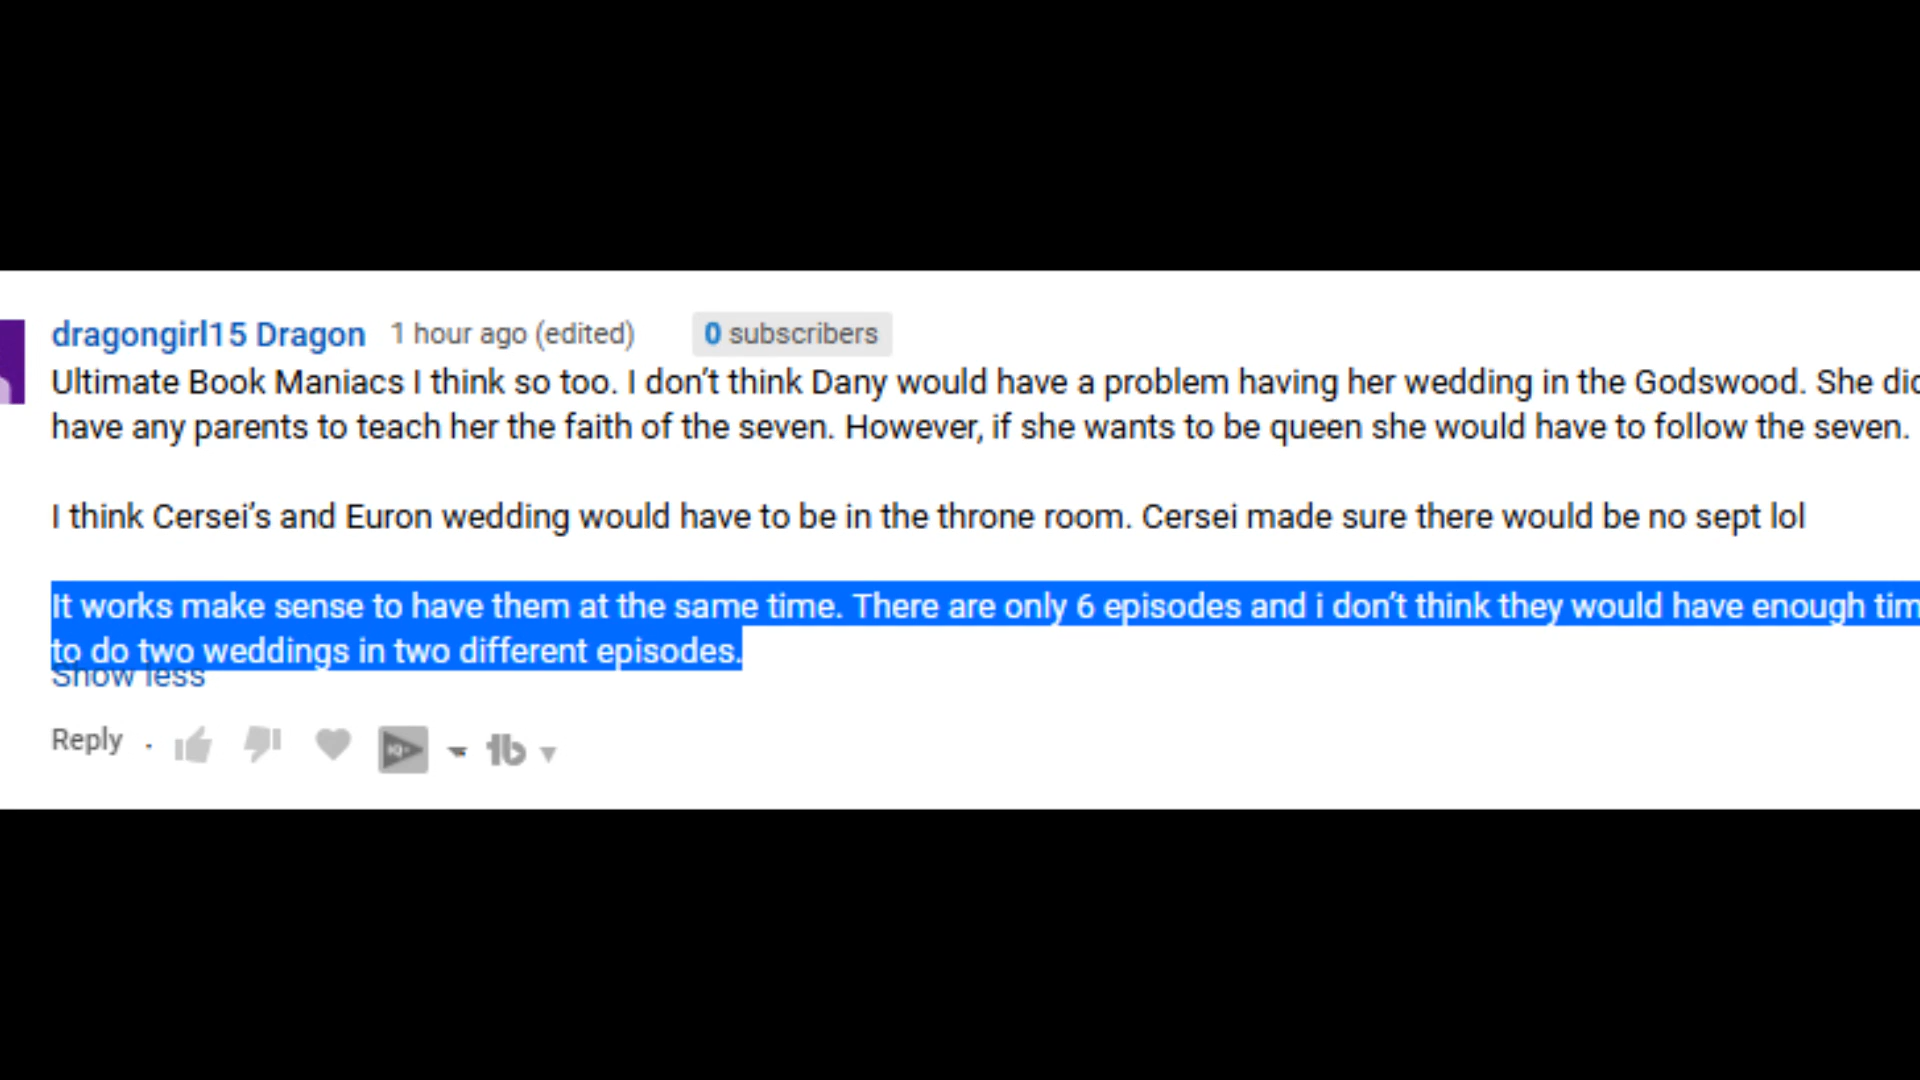 dragongirl15 Dragon 1 hour ago (edited) 0 subscribers
Ultimate Book Maniacs I think so too. I don’t think Dany would have a problem having her wedding in the Godswood. She
have any parents to teach her the faith of the seven. However, if she wants to be queen she would have to follow the seven.
I think Cersei’s and Euron wedding would have to be in the throne room. Cersei made sure there would be no sept lol
It works make sense to have them at the same time. There are only 6 episodes and i don’t think they would have enough
to do two weddings in two different episodes.
Show less
Reply